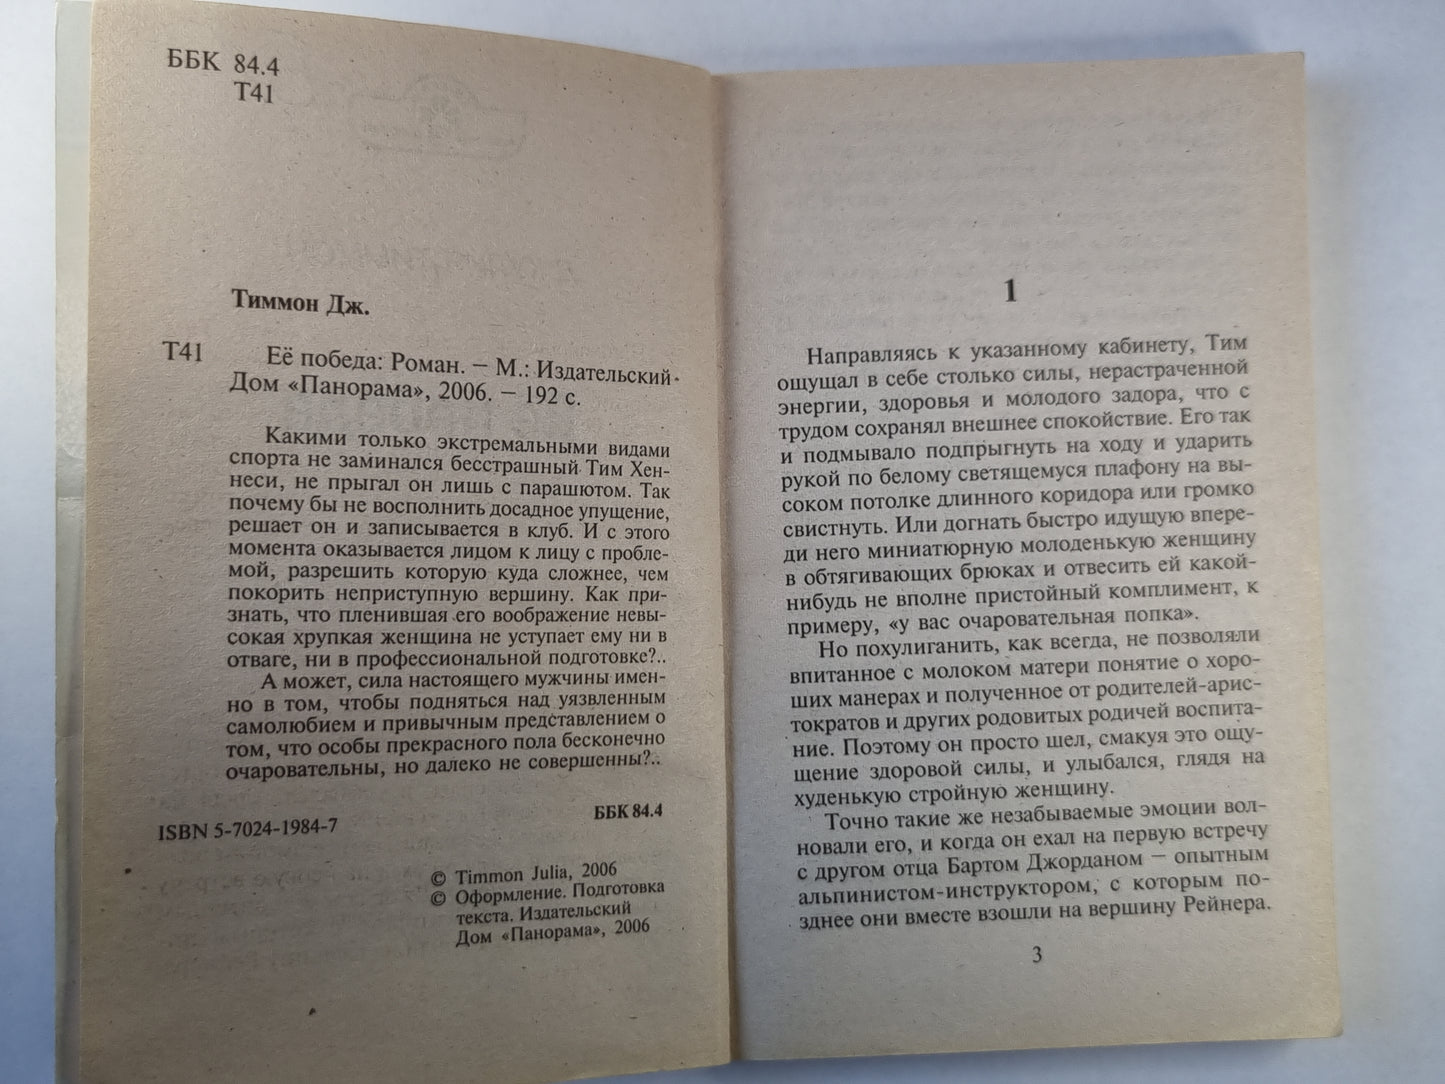 ББК 84.4
Т41
Тиммон Дж.
Т41 Её победа: Роман. – М.: Издательский
Дом «Панорама», 2006. – 192 с.
Какими только экстремальными видами
спорта не заминался бесстрашный Тим Хен-
неси, не прыгал он лишь с парашютом. Так
почему бы не восполнить досадное упущение,
решает он и записывается в клуб. И с этого
момента оказывается лицом к лицу с пробле-
мой, разрешить которую куда сложнее, чем
покорить неприступную вершину. Как при-
знать, что пленившая его воображение невы-
сокая хрупкая женщина не уступает ему ни в
отваге, ни в профессиональной подготовке?..
А может, сила настоящего мужчины имен-
но в том, чтобы подняться над уязвленным
самолюбием и привычным представлением о
том, что особы прекрасного пола бесконечно
очаровательны, но далеко не совершенны?..
ББК 84.4
ISBN 5-7024-1984-7
© Timmon Julia, 2006
© Оформление. Подготовка
текста. Издательский
Дом «Панорама», 2006
1
Направляясь к указанному кабинету, Тим
ощущал в себе столько силы, нерастраченной
энергии, здоровья и молодого задора, что с
трудом сохранял внешнее спокойствие. Его так
и подмывало подпрыгнуть на ходу и ударить
рукой по белому светящемуся плафону на вы-
соком потолке длинного коридора или громко
свистнуть. Или догнать быстро идущую впере-
ди него миниатюрную молоденькую женщину
в обтягивающих брюках и отвесить ей какой-
нибудь не вполне пристойный комплимент, к
примеру, «у вас очаровательная попка».
Но похулиганить, как всегда, не позволяли
впитанное с молоком матери понятие о хоро-
ших манерах и полученное от родителей-арис-
тократов и других родовитых родичей воспита-
ние. Поэтому он просто шел, смакуя это ощу-
щение здоровой силы, и улыбался, глядя на
худенькую стройную женщину.
Точно такие же незабываемые эмоции вол-
новали его, и когда он ехал на первую встречу
с другом отца Бартом Джорданом – опытным
альпинистом-инструктором, с которым по-
зднее они вместе взошли на вершину Рейнера.
3